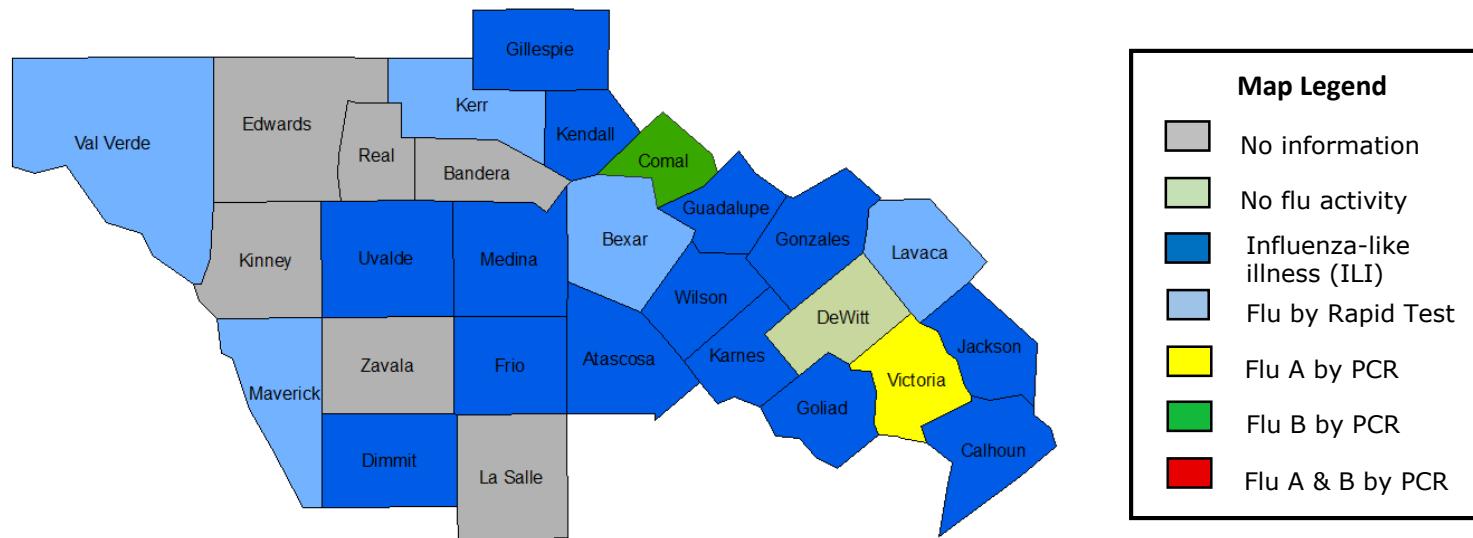 Gillespie
Kerr
Val Verde
Edwards
Kendall
Real
Comal
Bandera
Guadalupe
Gonzales
Bexar
Lavaca
Kinney
Uvalde
Medina
Wilson
DeWitt
Jackson
Karnes
Zavala
Frio
Atascosa
Maverick
Victoria
Goliad
Calhoun
Dimmit
La Salle
Map Legend
No information
No flu activity
Influenza-like
illness (ILI)
Flu by Rapid Test
Flu A by PCR
Flu B by PCR
Flu A & B by PCR